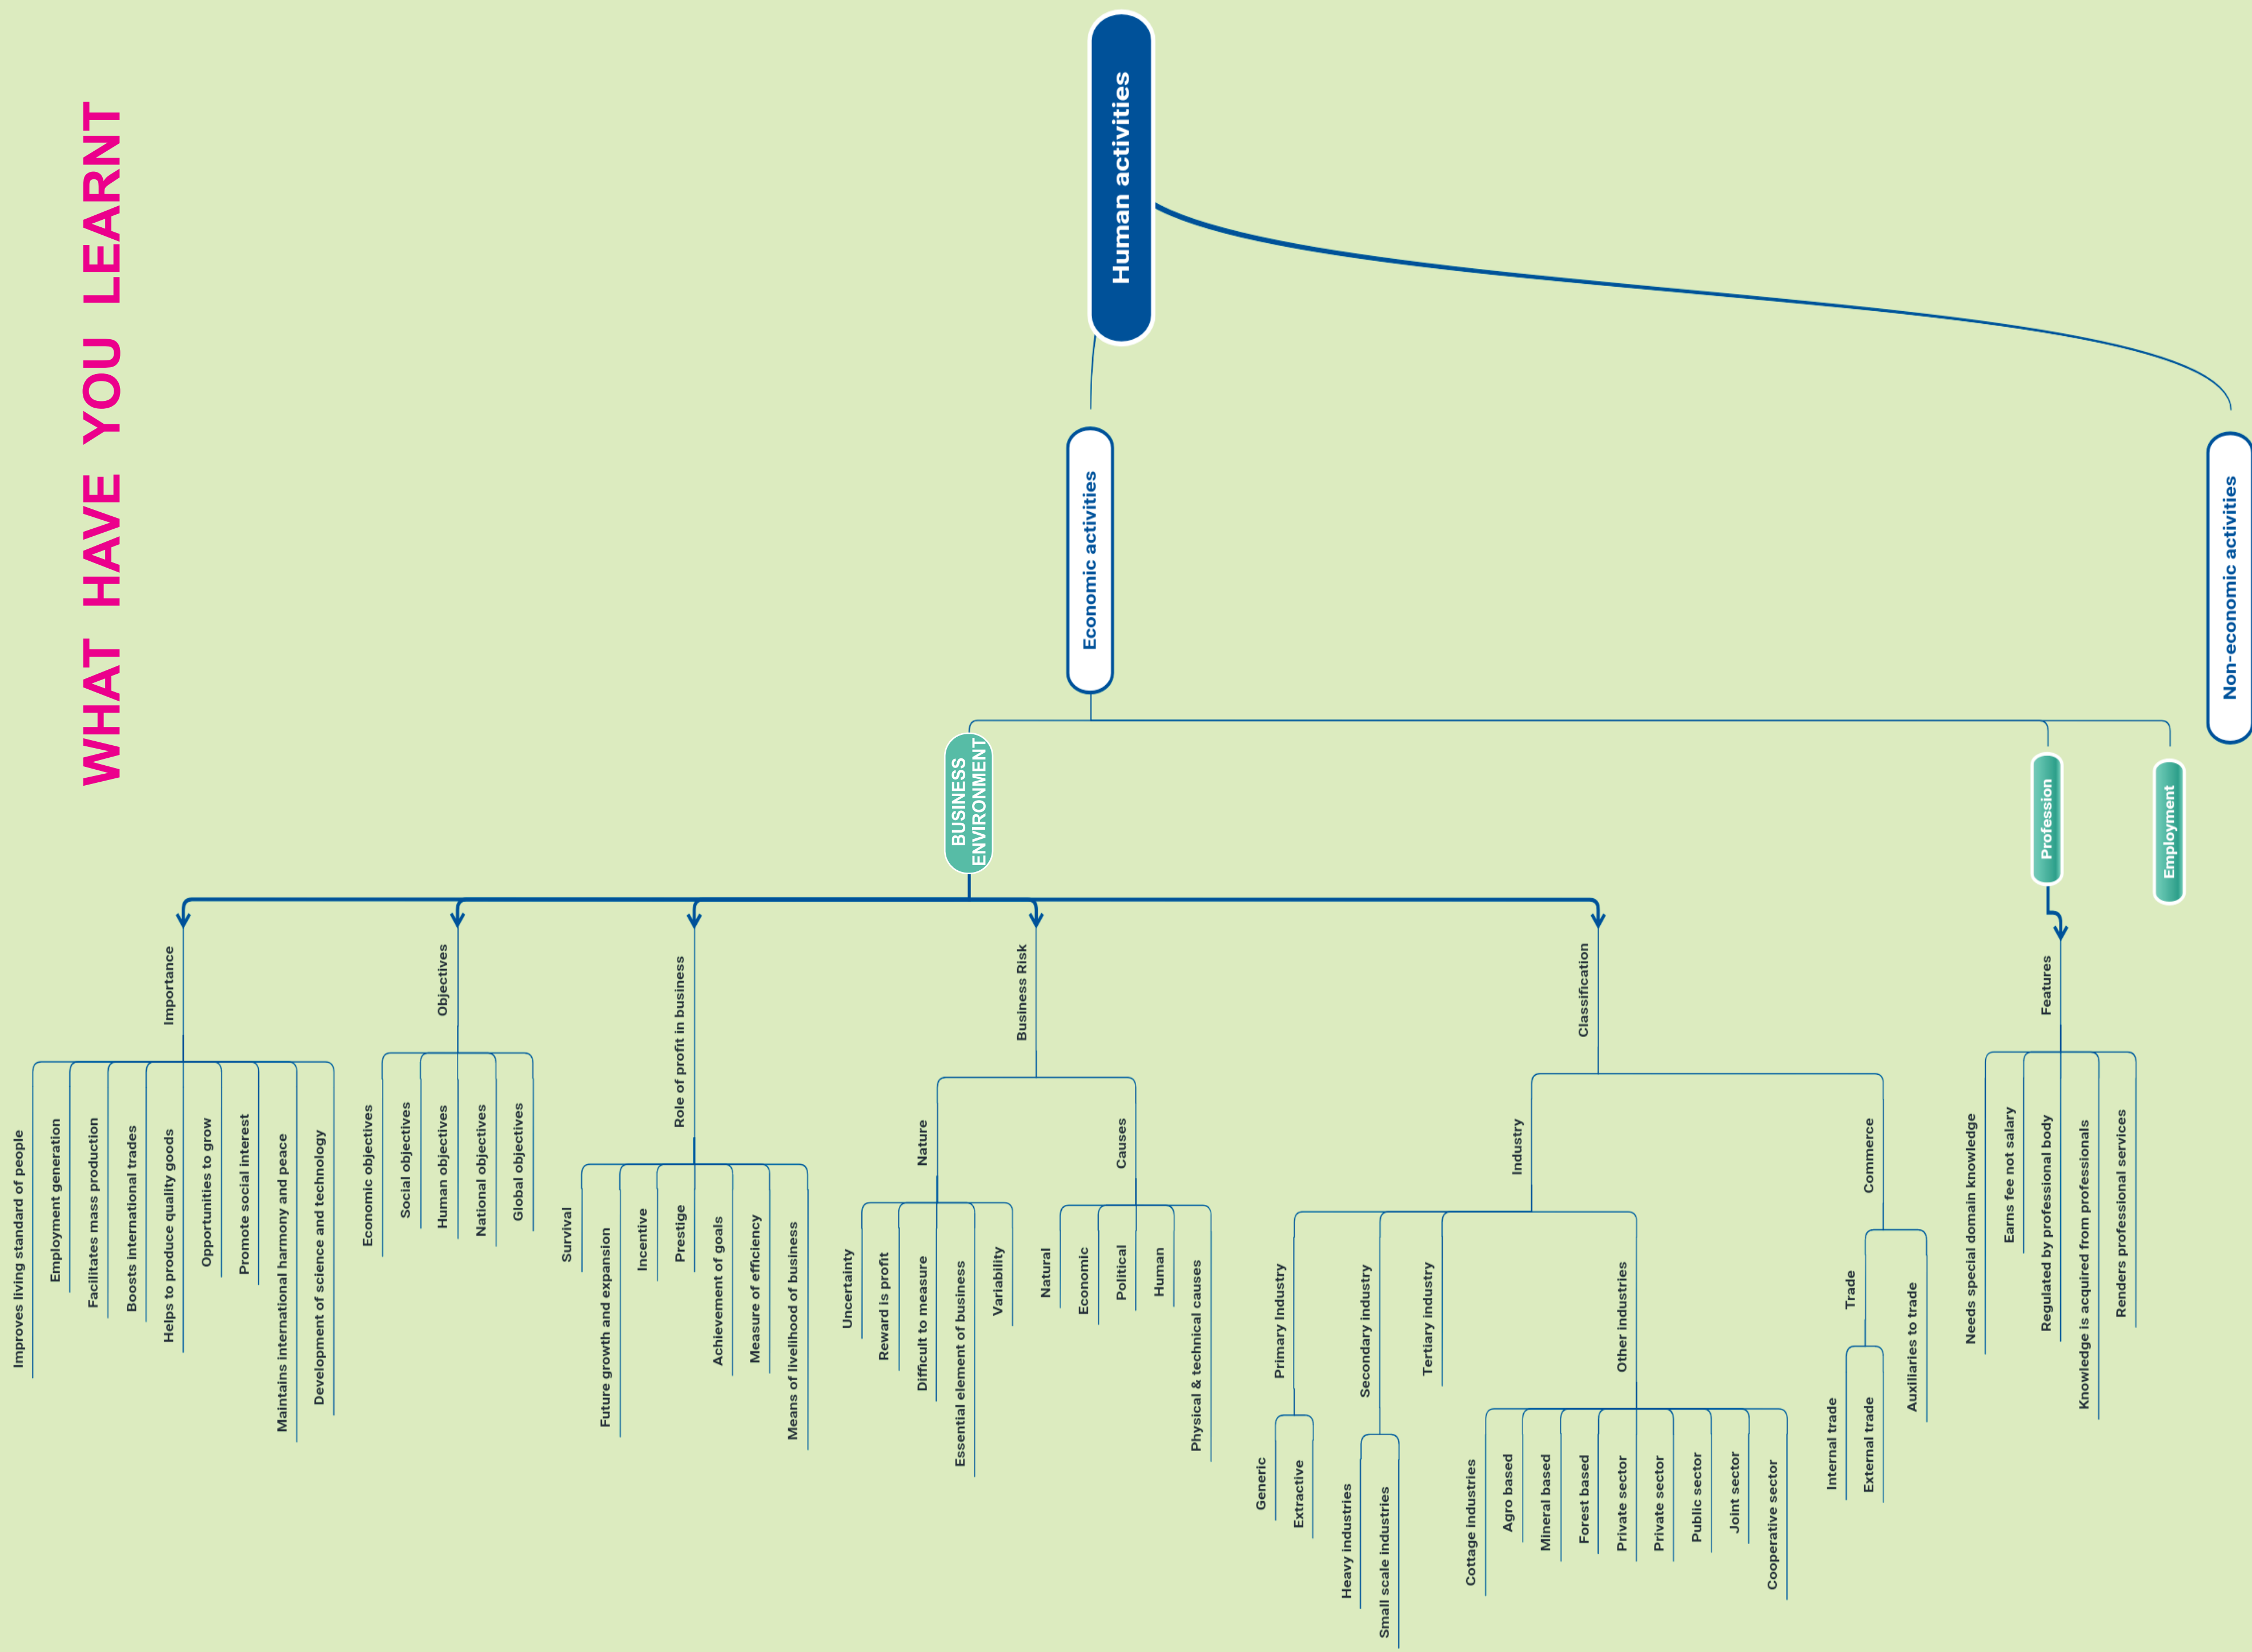 WHAT HAVE YOU LEARNT
Human activities
Economic activities
Non-economic activities
BUSINESS
ENVIRONMENT
Profession
Employment
Importance
Improves living standard of people
Employment generation
Facilitates mass production
Boosts international trades
Helps to produce quality goods
Opportunities to grow
Promote social interest
Maintains international harmony and peace
Development of science and technology
Objectives
Economic objectives
Social objectives
Human objectives
National objectives
Global objectives
Role of profit in business
Survival
Future growth and expansion
Incentive
Prestige
Achievement of goals
Measure of efficiency
Means of livelihood of business
Business Risk
Nature
Uncertainty
Reward is profit
Difficult to measure
Essential element of business
Variability
Causes
Natural
Economic
Political
Human
Physical & technical causes
Classification
Industry
Primary Industry
Generic
Extractive
Secondary industry
Heavy industries
Small scale industries
Tertiary industry
Other industries
Cottage industries
Agro based
Mineral based
Forest based
Private sector
Private sector
Public sector
Joint sector
Cooperative sector
Commerce
Trade
Internal trade
External trade
Auxiliaries to trade
Features
Needs special domain knowledge
Earns fee not salary
Regulated by professional body
Knowledge is acquired from professionals
Renders professional services